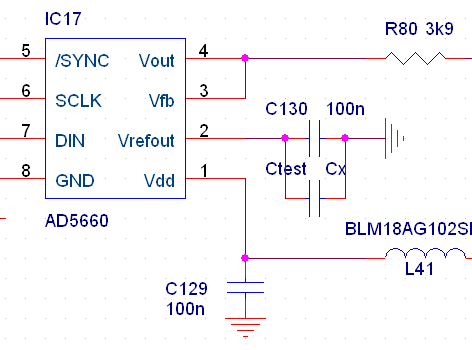 IC17
R80 3k9
5 /SYNC Vout 4
6 SCLK Vfb 3
C130 100n
7 DIN Vrefout 2
Ctest Cx
8 GND Vdd 1
AD5660
BLM18AG102S
L41
C129
100n